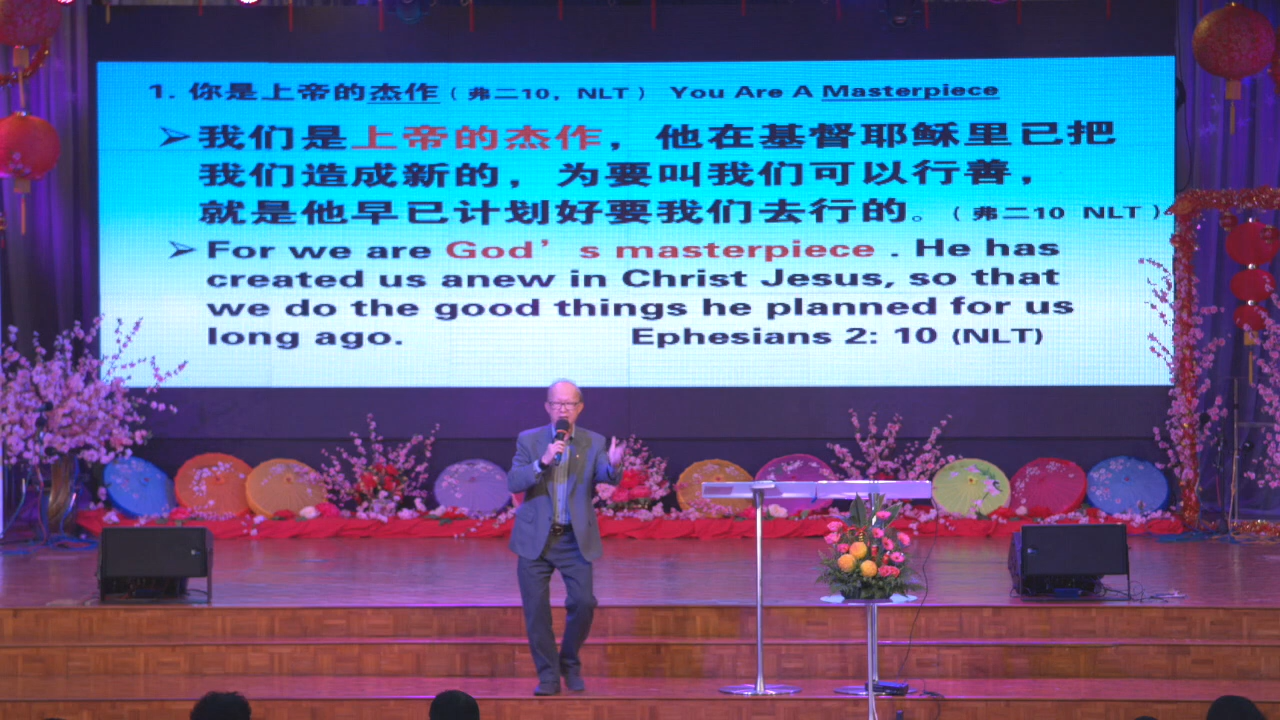 1. 你是上帝的杰作（弗二10，NLT） You Are A Masterpiece
➢我们是上帝的杰作，他在基督耶稣里已把
我们造成新的，为要叫我们可以行善，
就是他早已计划好要我们去行的。（弗二10 NLT）
➢For we are God’s masterpiece . He has
created us anew in Christ Jesus, so that
we do the good things he planned for us
long ago. Ephesians 2: 10 (NLT)